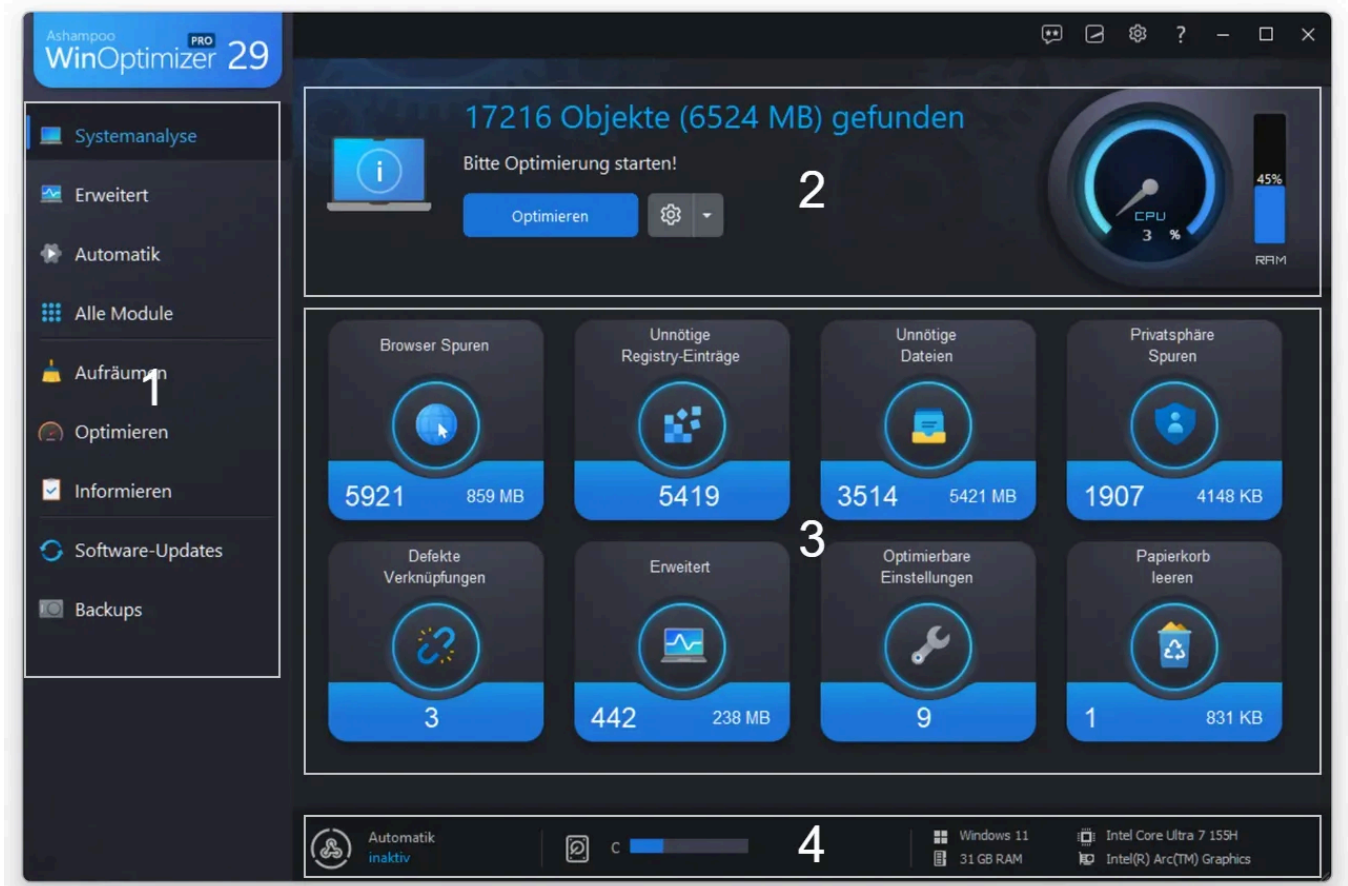 Ashampoo
WinOptimizer PRO 29
?
Systemanalyse
Erweitert
Automatik
Alle Module
Aufräumen
1
Optimieren
Informieren
Software-Updates
Backups
17216 Objekte (6524 MB) gefunden
Bitte Optimierung starten!
Optimieren
2
CPU
3 %
45%
RAM
Browser Spuren
5921 859 MB
Unnötige
Registry-Einträge
5419
Unnötige
Dateien
3514 5421 MB
Privatsphäre
Spuren
1907 4148 KB
3
Defekte
Verknüpfungen
3
Erweitert
442 238 MB
Optimierbare
Einstellungen
9
Papierkorb
leeren
1 831 KB
Automatik
inaktiv
C
4
Windows 11
31 GB RAM
Intel Core Ultra 7 155H
Intel(R) Arc(TM) Graphics